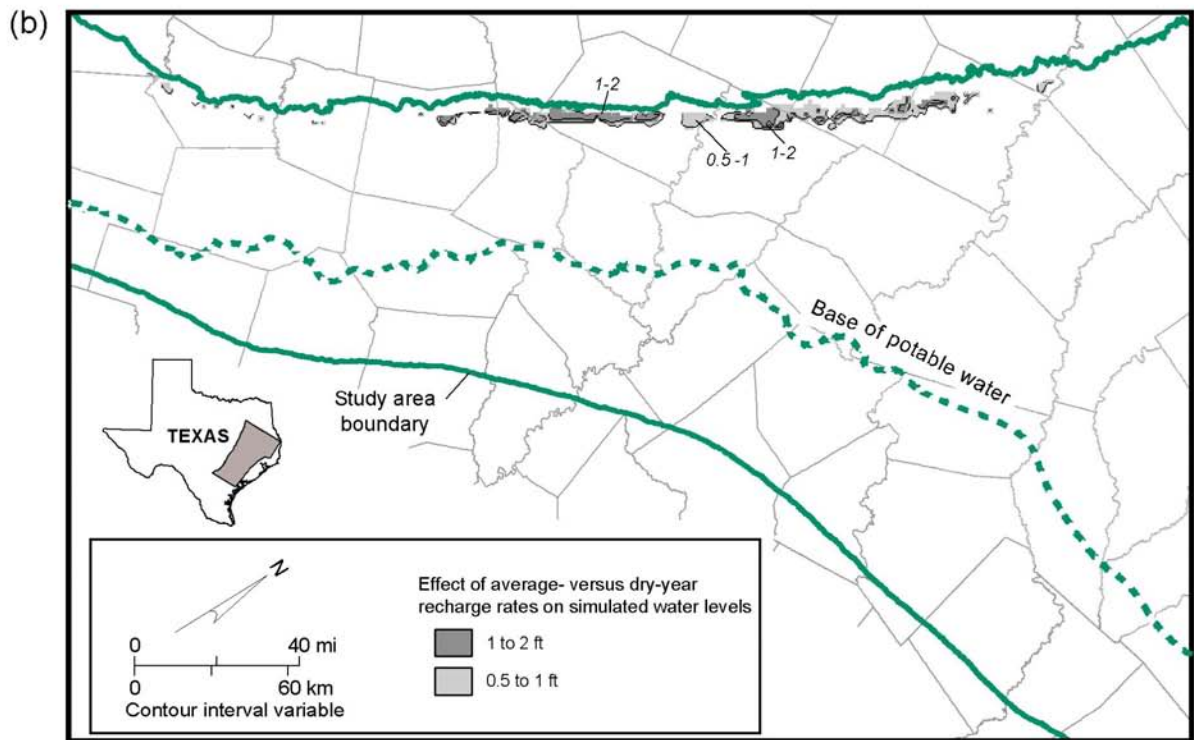 (b)
1-2
0.5-1
1-2
Base of potable water
Study area
boundary
TEXAS
N
0 40 mi
0 60 km
Contour interval variable
Effect of average- versus dry-year
recharge rates on simulated water levels
1 to 2 ft
0.5 to 1 ft